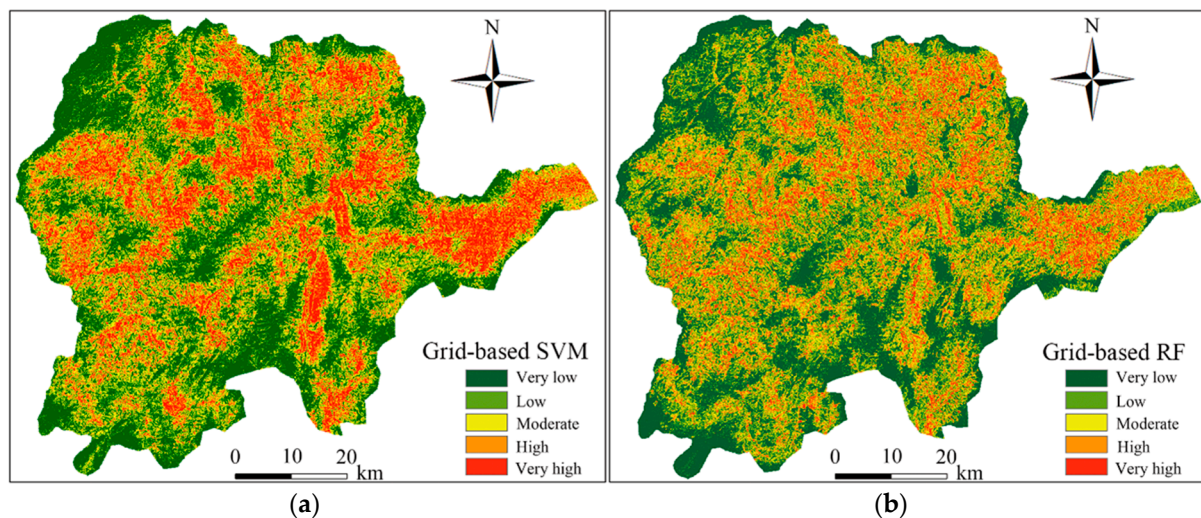 N
Grid-based SVM
Very low
Low
Moderate
High
Very high
0 10 20
km
(a)
N
Grid-based RF
Very low
Low
Moderate
High
Very high
0 10 20
km
(b)